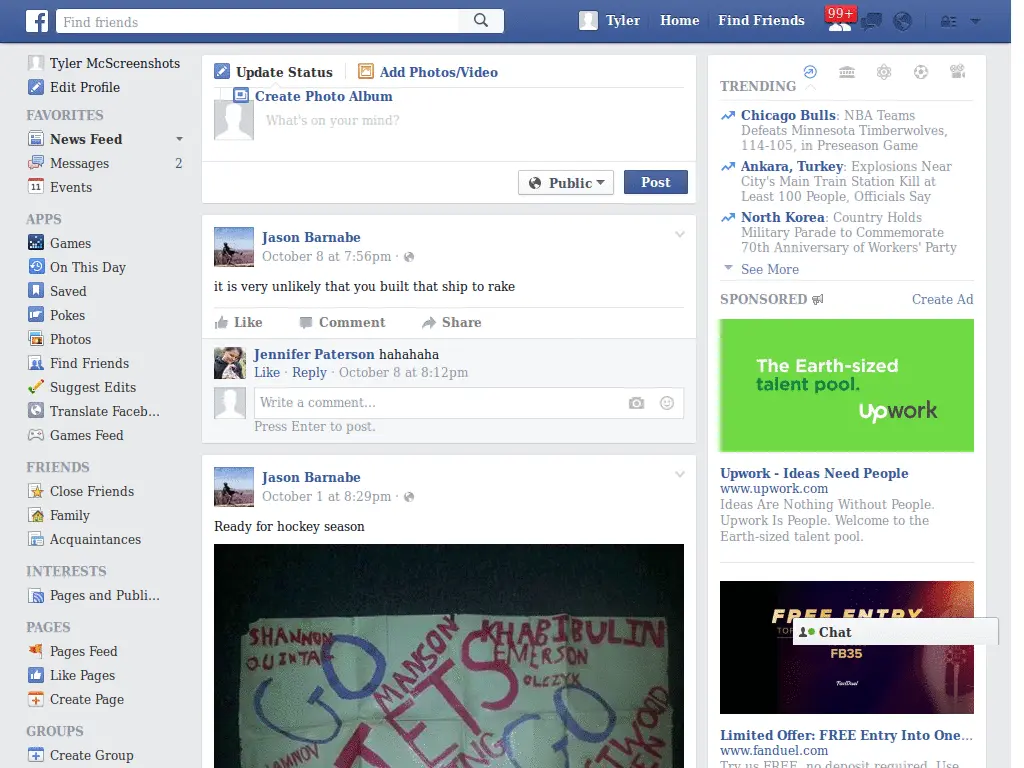 Find friends
Tyler
Home
Find Friends
99+
Tyler McScreenshots
Edit Profile
FAVORITES
News Feed
Messages
2
11
Events
APPS
Games
On This Day
Saved
Pokes
Photos
Find Friends
Suggest Edits
Translate Faceb...
Games Feed
FRIENDS
Close Friends
Family
Acquaintances
INTERESTS
Pages and Publi...
PAGES
Pages Feed
Like Pages
Create Page
GROUPS
Create Group
Update Status
Add Photos/Video
Create Photo Album
What's on your mind?
Public
Post
Jason Barnabe
October 8 at 7:56pm ·
it is very unlikely that you built that ship to rake
Like
Comment
Share
Jennifer Paterson hahahaha
Like · Reply · October 8 at 8:12pm
Write a comment...
Press Enter to post.
Jason Barnabe
October 1 at 8:29pm ·
Ready for hockey season
SHANNON
QUINTAL
GO
MANSON
JETS
KHABIBULIN
EMERSON
OLCZYK
GO
TRENDING
Chicago Bulls: NBA Teams
Defeats Minnesota Timberwolves,
114-105, in Preseason Game
Ankara, Turkey: Explosions Near
City's Main Train Station Kill at
Least 100 People, Officials Say
North Korea: Country Holds
Military Parade to Commemorate
70th Anniversary of Workers' Party
See More
SPONSORED
Create Ad
The Earth-sized
talent pool.
Upwork
Upwork - Ideas Need People
www.upwork.com
Ideas Are Nothing Without People.
Upwork Is People. Welcome to the
Earth-sized talent pool.
FREE ENTRY
Chat
FB35
FanDuel
Limited Offer: FREE Entry Into One...
www.fanduel.com
Try us FREE, no deposit required. Use